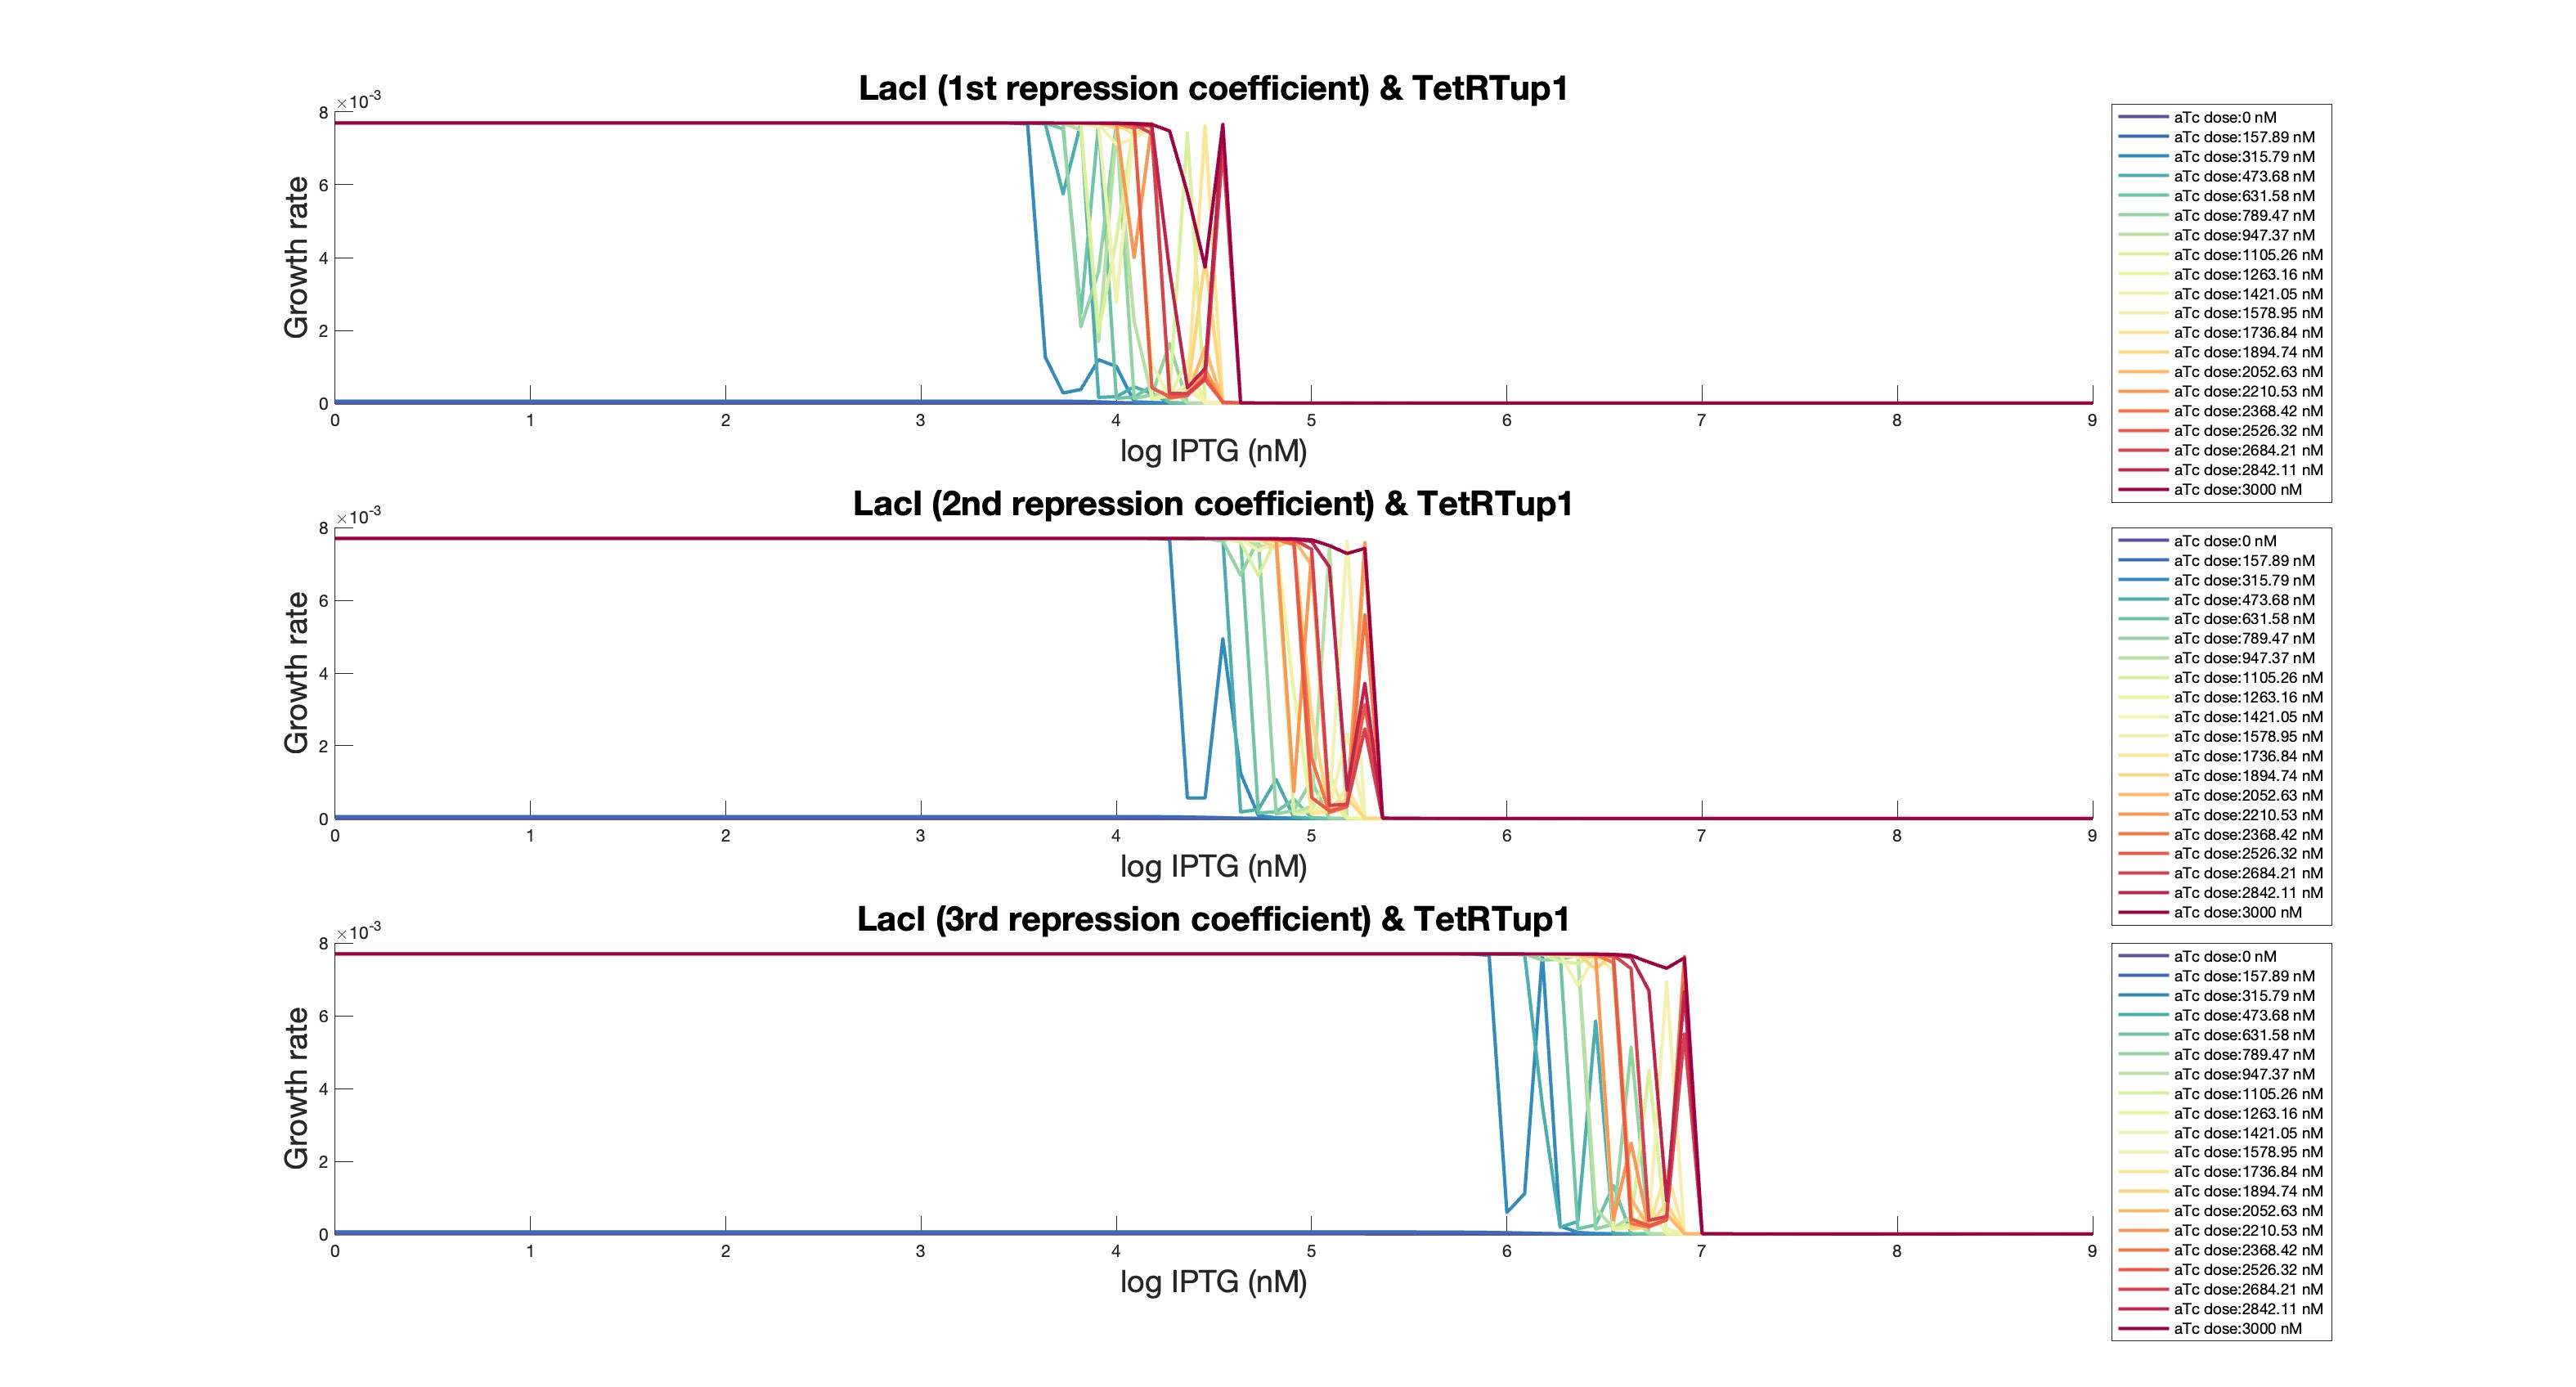 LacI (1st repression coefficient) & TetRTup1
×10-3
8
6
4
2
0
Growth rate
0 1 2 3 4 5 6 7 8 9
log IPTG (nM)
aTc dose:0 nM
aTc dose:157.89 nM
aTc dose:315.79 nM
aTc dose:473.68 nM
aTc dose:631.58 nM
aTc dose:789.47 nM
aTc dose:947.37 nM
aTc dose:1105.26 nM
aTc dose:1263.16 nM
aTc dose:1421.05 nM
aTc dose:1578.95 nM
aTc dose:1736.84 nM
aTc dose:1894.74 nM
aTc dose:2052.63 nM
aTc dose:2210.53 nM
aTc dose:2368.42 nM
aTc dose:2526.32 nM
aTc dose:2684.21 nM
aTc dose:2842.11 nM
aTc dose:3000 nM
LacI (2nd repression coefficient) & TetRTup1
×10-3
8
6
4
2
0
Growth rate
0 1 2 3 4 5 6 7 8 9
log IPTG (nM)
aTc dose:0 nM
aTc dose:157.89 nM
aTc dose:315.79 nM
aTc dose:473.68 nM
aTc dose:631.58 nM
aTc dose:789.47 nM
aTc dose:947.37 nM
aTc dose:1105.26 nM
aTc dose:1263.16 nM
aTc dose:1421.05 nM
aTc dose:1578.95 nM
aTc dose:1736.84 nM
aTc dose:1894.74 nM
aTc dose:2052.63 nM
aTc dose:2210.53 nM
aTc dose:2368.42 nM
aTc dose:2526.32 nM
aTc dose:2684.21 nM
aTc dose:2842.11 nM
aTc dose:3000 nM
LacI (3rd repression coefficient) & TetRTup1
×10-3
8
6
4
2
0
Growth rate
0 1 2 3 4 5 6 7 8 9
log IPTG (nM)
aTc dose:0 nM
aTc dose:157.89 nM
aTc dose:315.79 nM
aTc dose:473.68 nM
aTc dose:631.58 nM
aTc dose:789.47 nM
aTc dose:947.37 nM
aTc dose:1105.26 nM
aTc dose:1263.16 nM
aTc dose:1421.05 nM
aTc dose:1578.95 nM
aTc dose:1736.84 nM
aTc dose:1894.74 nM
aTc dose:2052.63 nM
aTc dose:2210.53 nM
aTc dose:2368.42 nM
aTc dose:2526.32 nM
aTc dose:2684.21 nM
aTc dose:2842.11 nM
aTc dose:3000 nM